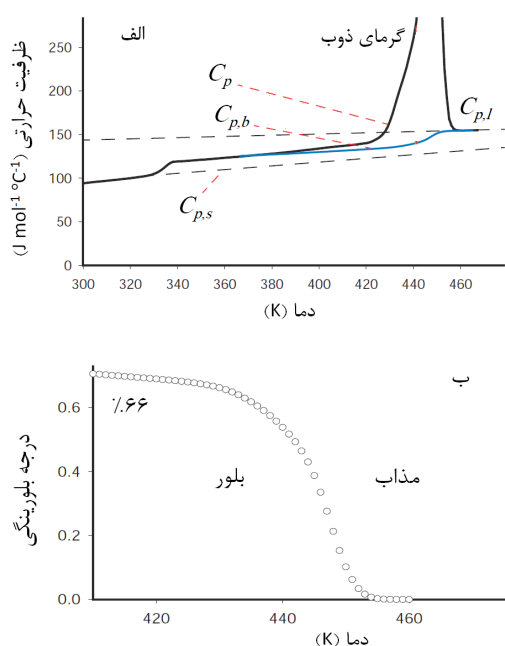 الف
گرمای ذوب
ظرفیت حرارتی (J mol-1 °C-1)
250
200
150
100
50
0
Cp
Cp,b
Cp,l
Cp,s
300 320 340 360 380 400 420 440 460
دما (K)
ب
٪۶۶
درجه بلورینگی
0.6
0.4
0.2
0.0
بلور
مذاب
420 440 460
دما (K)